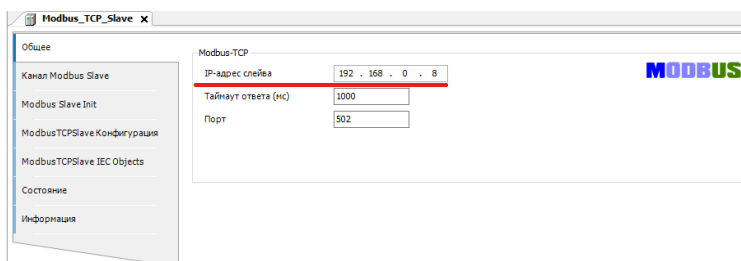 Modbus_TCP_Slave x
Общее
Канал Modbus Slave
Modbus Slave Init
ModbusTCPSlave Конфигурация
ModbusTCPSlave IEC Objects
Состояние
Информация
Modbus-TCP
IP-адрес слейва 192 . 168 . 0 . 8
Таймаут ответа (мс) 1000
Порт 502
MODBUS